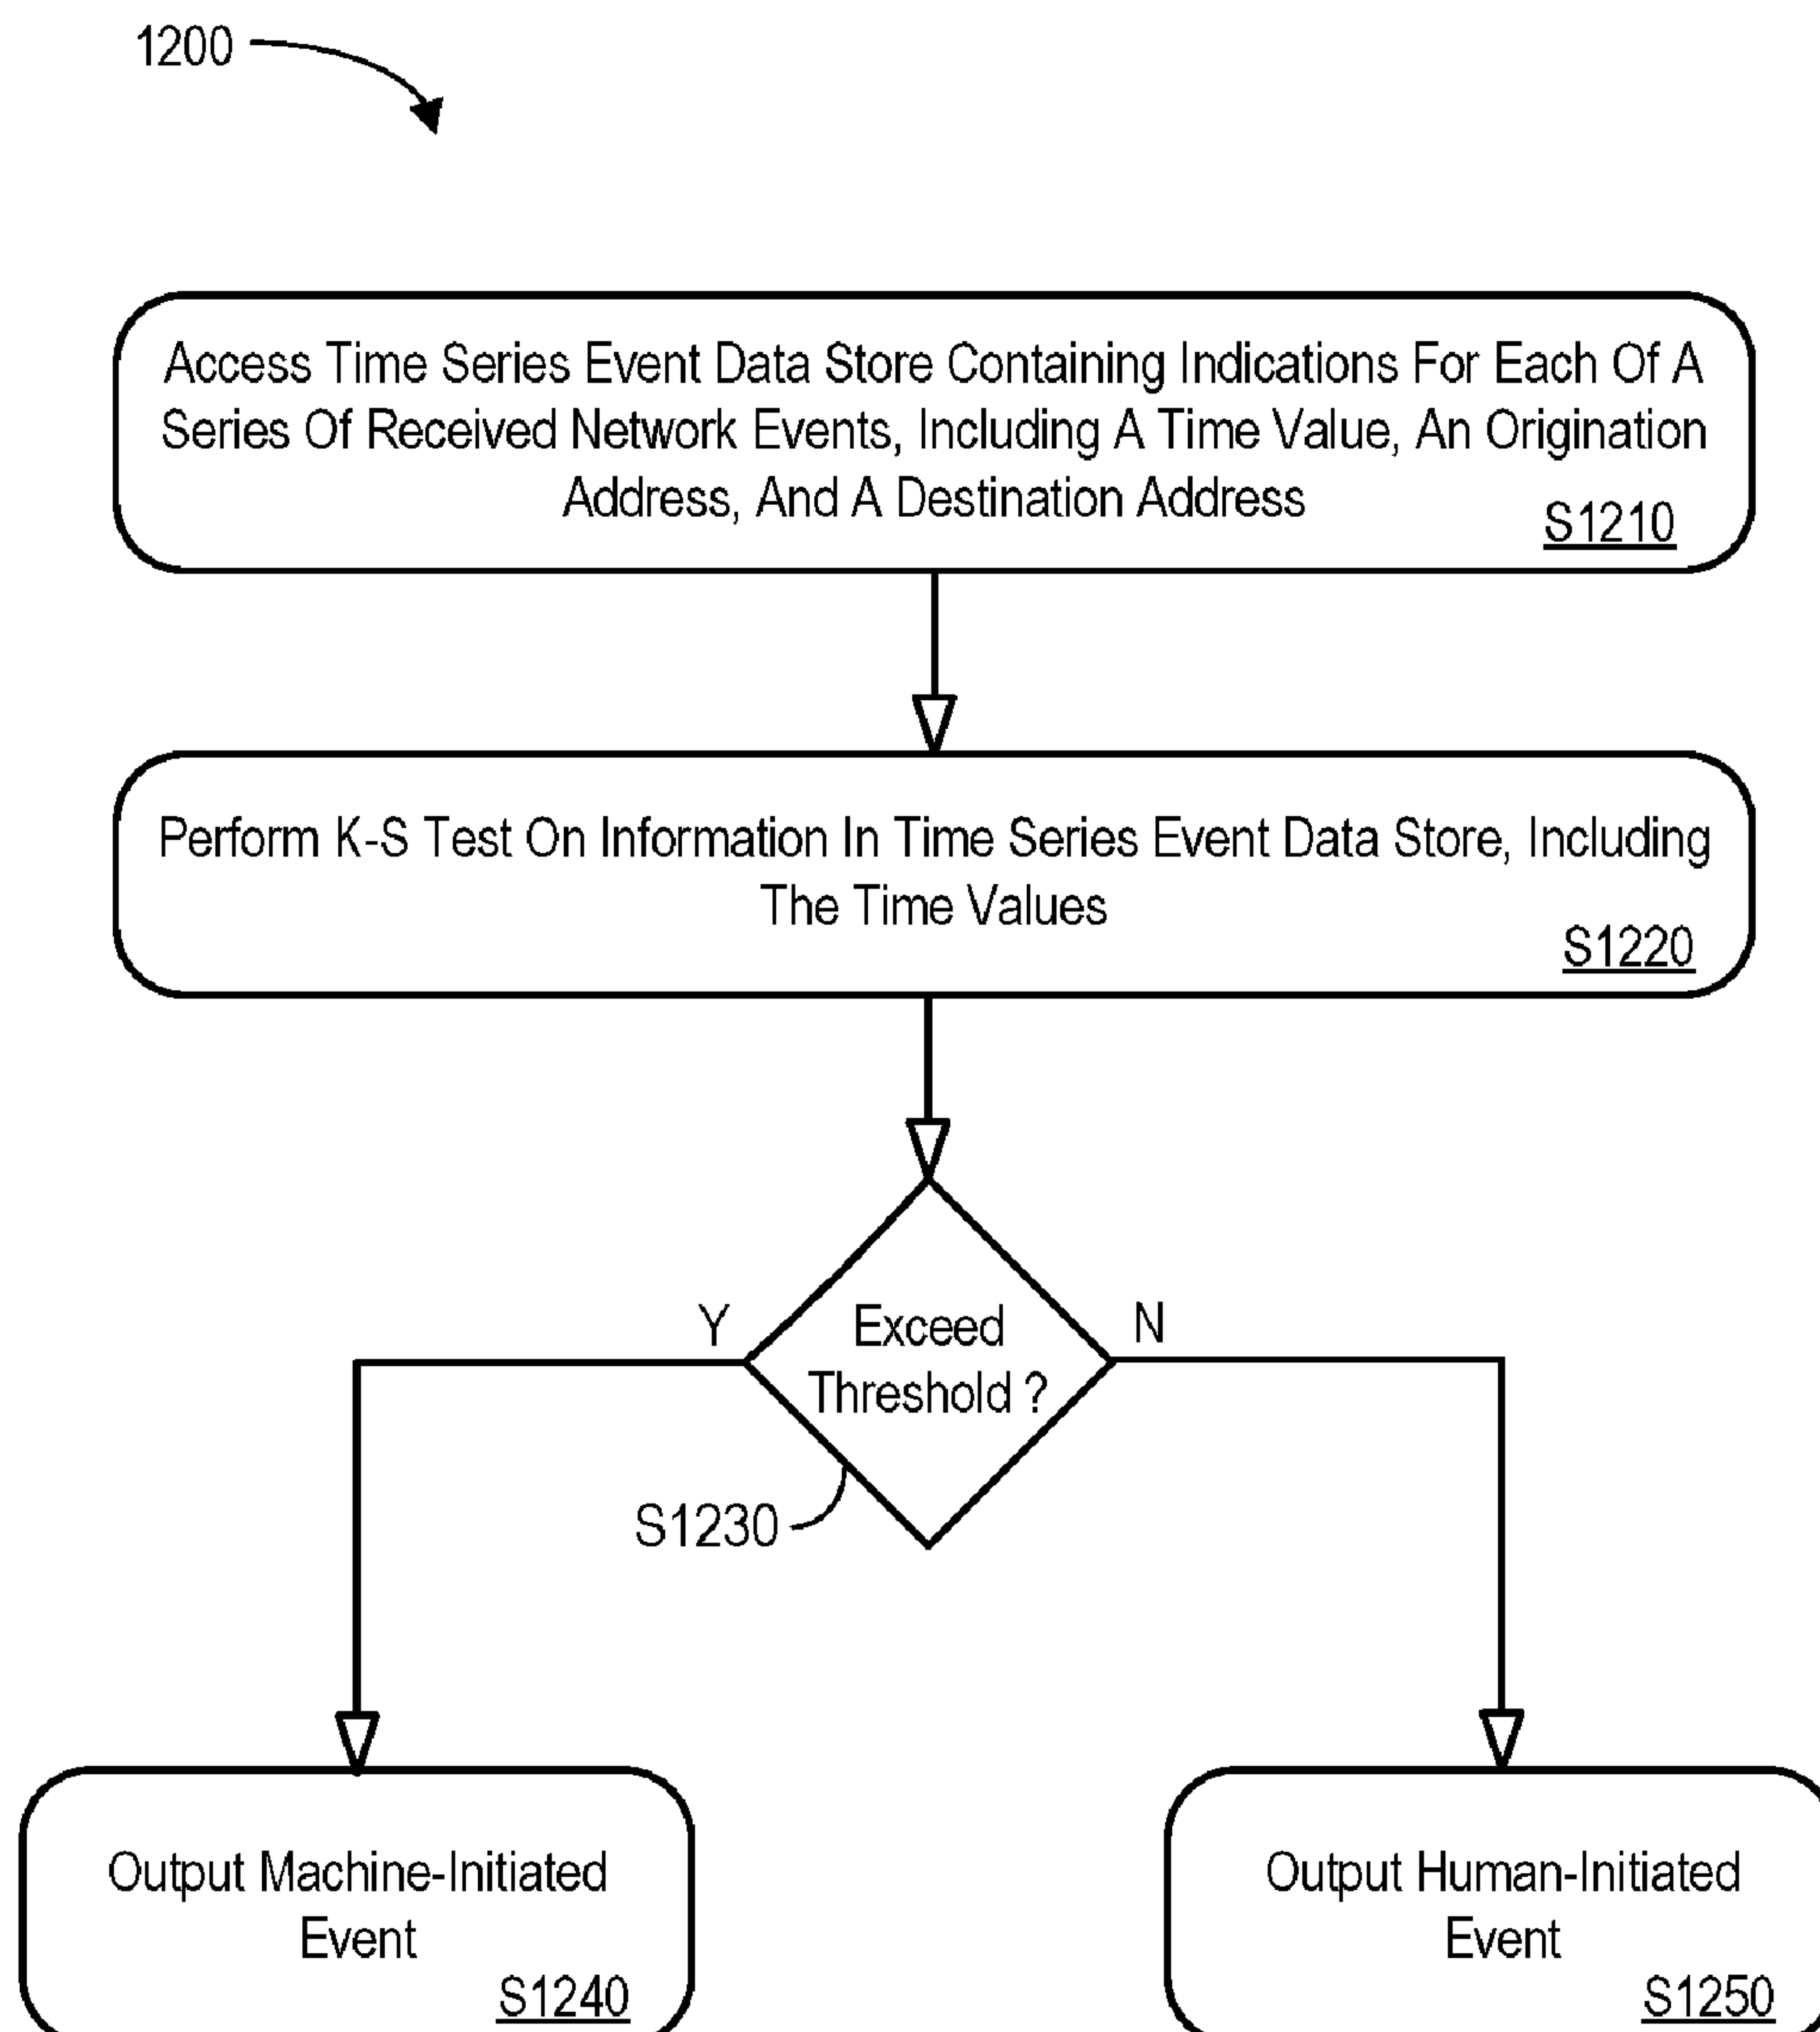 1200
Access Time Series Event Data Store Containing Indications For Each Of A
Series Of Received Network Events, Including A Time Value, An Origination
Address, And A Destination Address
S1210
Perform K-S Test On Information In Time Series Event Data Store, Including
The Time Values
S1220
Y
Exceed
Threshold ?
N
S1230
Output Machine-Initiated
Event
S1240
Output Human-Initiated
Event
S1250